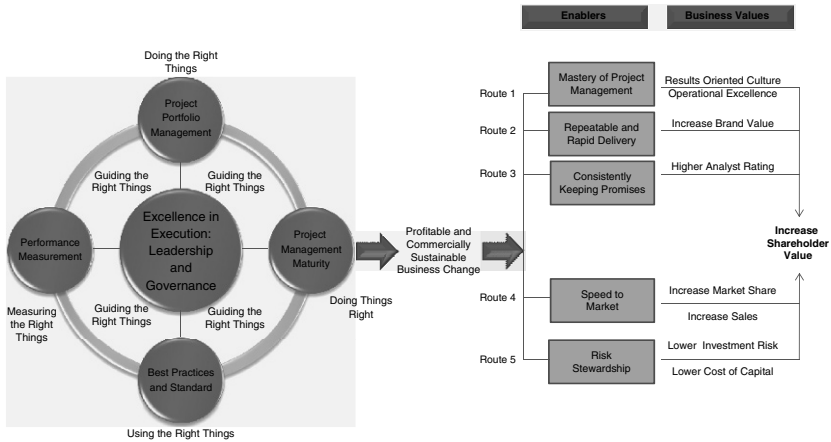 Enablers
Business Values
Doing the Right
Things
Project
Portfolio
Management
Guiding the
Right Things
Guiding the
Right Things
Performance
Measurement
Excellence in
Execution:
Leadership
and
Governance
Project
Management
Maturity
Measuring
the Right
Things
Guiding the
Right Things
Guiding the
Right Things
Doing Things
Right
Best Practices
and Standard
Using the Right Things
Profitable and
Commercially
Sustainable
Business Change
Route 1
Mastery of Project
Management
Results Oriented Culture
Operational Excellence
Route 2
Repeatable and
Rapid Delivery
Increase Brand Value
Route 3
Consistently
Keeping Promises
Higher Analyst Rating
Increase
Shareholder
Value
Route 4
Speed to
Market
Increase Market Share
Increase Sales
Route 5
Risk
Stewardship
Lower Investment Risk
Lower Cost of Capital